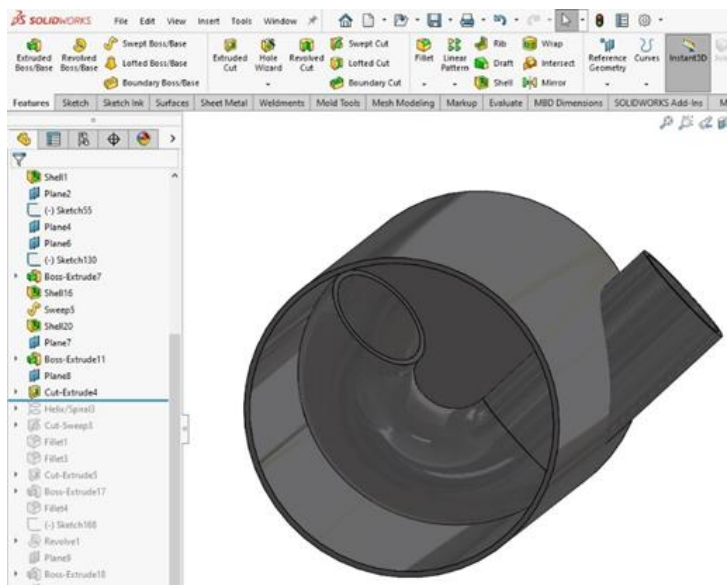 SOLIDWORKS File Edit View Insert Tools Window
Extruded Boss/Base
Revolved Boss/Base
Swept Boss/Base
Lofted Boss/Base
Boundary Boss/Base
Extruded Cut
Hole Wizard
Revolved Cut
Swept Cut
Lofted Cut
Boundary Cut
Fillet
Linear Pattern
Rib
Draft
Shell
Wrap
Intersect
Mirror
Reference Geometry
Curves
Instant3D
Features Sketch Sketch Ink Surfaces Sheet Metal Weldments Mold Tools Mesh Modeling Markup Evaluate MBD Dimensions SOLIDWORKS Add-Ins M
Shell1
Plane2
(-) Sketch55
Plane4
Plane6
(-) Sketch130
Boss-Extrude7
Shell16
Sweep5
Shell20
Plane7
Boss-Extrude11
Plane8
Cut-Extrude4
Helix/Spiral3
Cut-Sweep3
Fillet1
Fillet3
Cut-Extrude5
Boss-Extrude17
Fillet4
(-) Sketch168
Revolve1
Plane9
Boss-Extrude18